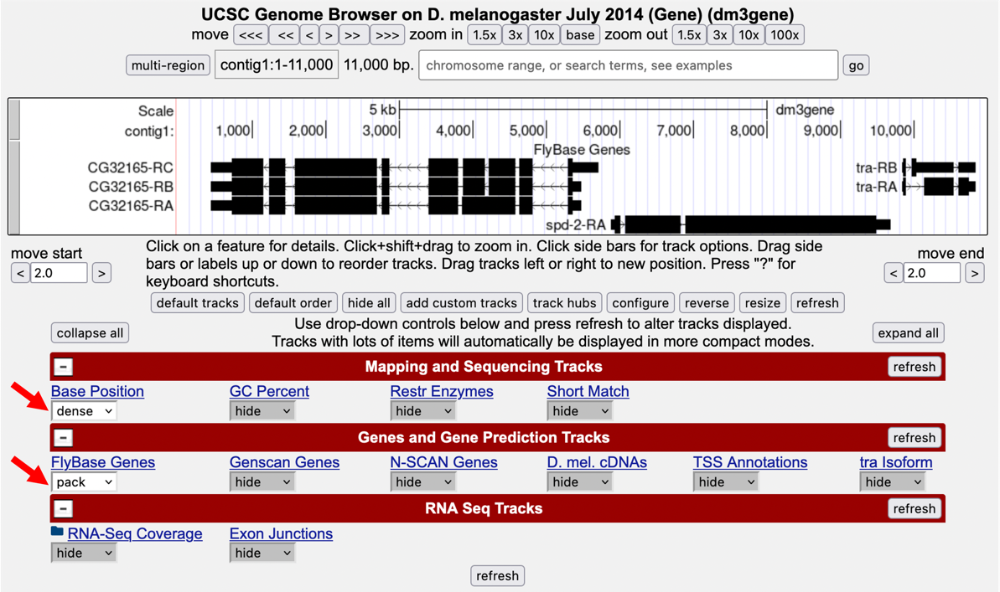 UCSC Genome Browser on D. melanogaster July 2014 (Gene) (dm3gene)
move <<< << < > >> >>> zoom in 1.5x 3x 10x base zoom out 1.5x 3x 10x 100x
multi-region contig1:1-11,000 11,000 bp. chromosome range, or search terms, see examples go
Scale 5 kb dm3gene
contig1: 1,000 2,000 3,000 4,000 5,000 6,000 7,000 8,000 9,000 10,000
FlyBase Genes
CG32165-RC tra-RB
CG32165-RB tra-RA
CG32165-RA
spd-2-RA
move start
< 2.0 >
Click on a feature for details. Click+shift+drag to zoom in. Click side bars for track options. Drag side
bars or labels up or down to reorder tracks. Drag tracks left or right to new position. Press "?" for
keyboard shortcuts.
move end
< 2.0 >
default tracks default order hide all add custom tracks track hubs configure reverse resize refresh
collapse all
Use drop-down controls below and press refresh to alter tracks displayed.
Tracks with lots of items will automatically be displayed in more compact modes.
expand all
- Mapping and Sequencing Tracks refresh
Base Position GC Percent Restr Enzymes Short Match
dense hide hide hide
- Genes and Gene Prediction Tracks refresh
FlyBase Genes Genscan Genes N-SCAN Genes D. mel. cDNAs TSS Annotations tra Isoform
pack hide hide hide hide hide
- RNA Seq Tracks refresh
RNA-Seq Coverage Exon Junctions
hide hide
refresh